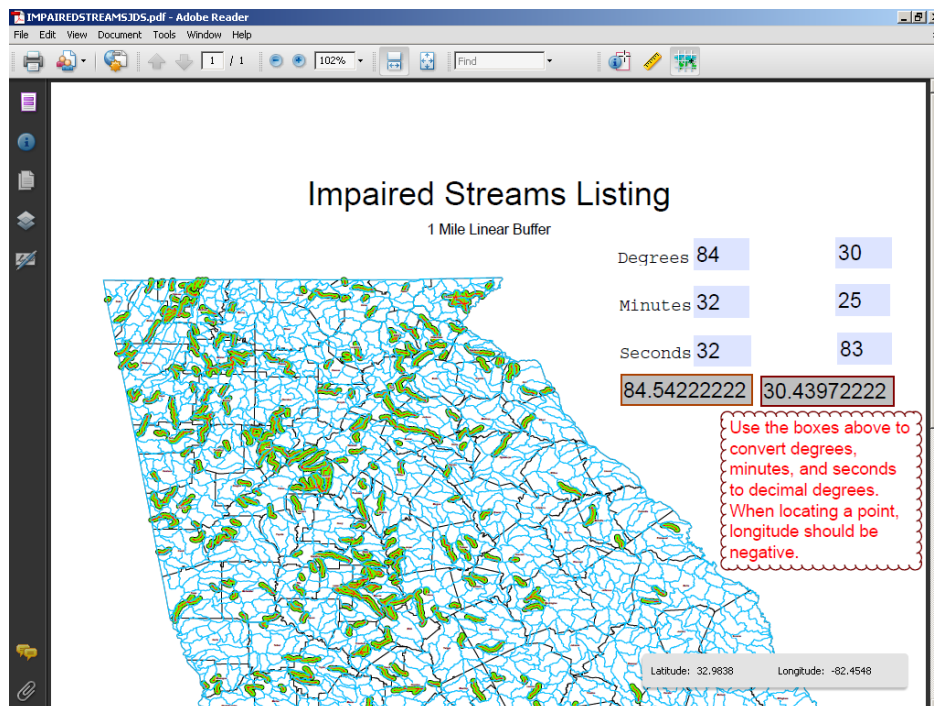 IMPAIREDSTREAMSJDS.pdf - Adobe Reader
File Edit View Document Tools Window Help
1 / 1 102% Find
Impaired Streams Listing
1 Mile Linear Buffer
Degrees 84 30
Minutes 32 25
Seconds 32 83
84.54222222 30.43972222
Use the boxes above to
convert degrees,
minutes, and seconds
to decimal degrees.
When locating a point,
longitude should be
negative.
Latitude: 32.9838 Longitude: -82.4548